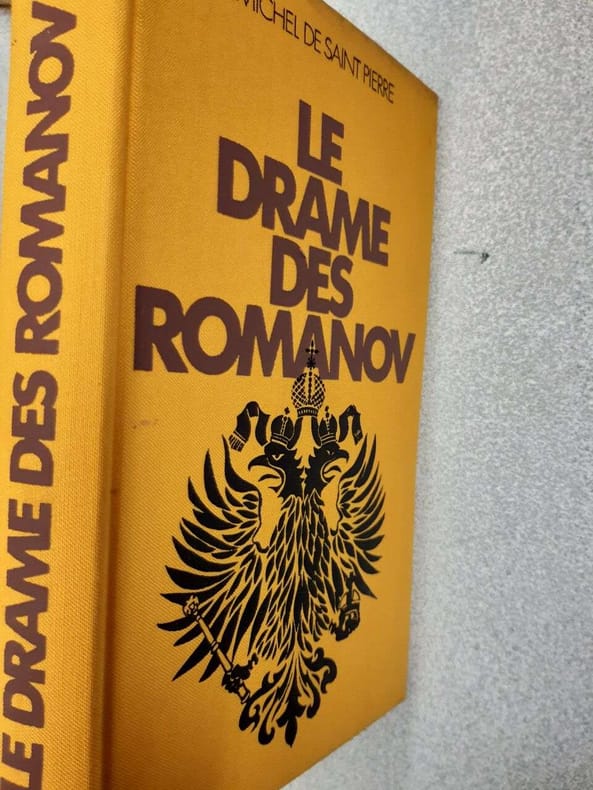 MICHEL DE SAINT PIERRE
LE
DRAME
DES
ROMANOV
LE DRAME DES ROMANOV